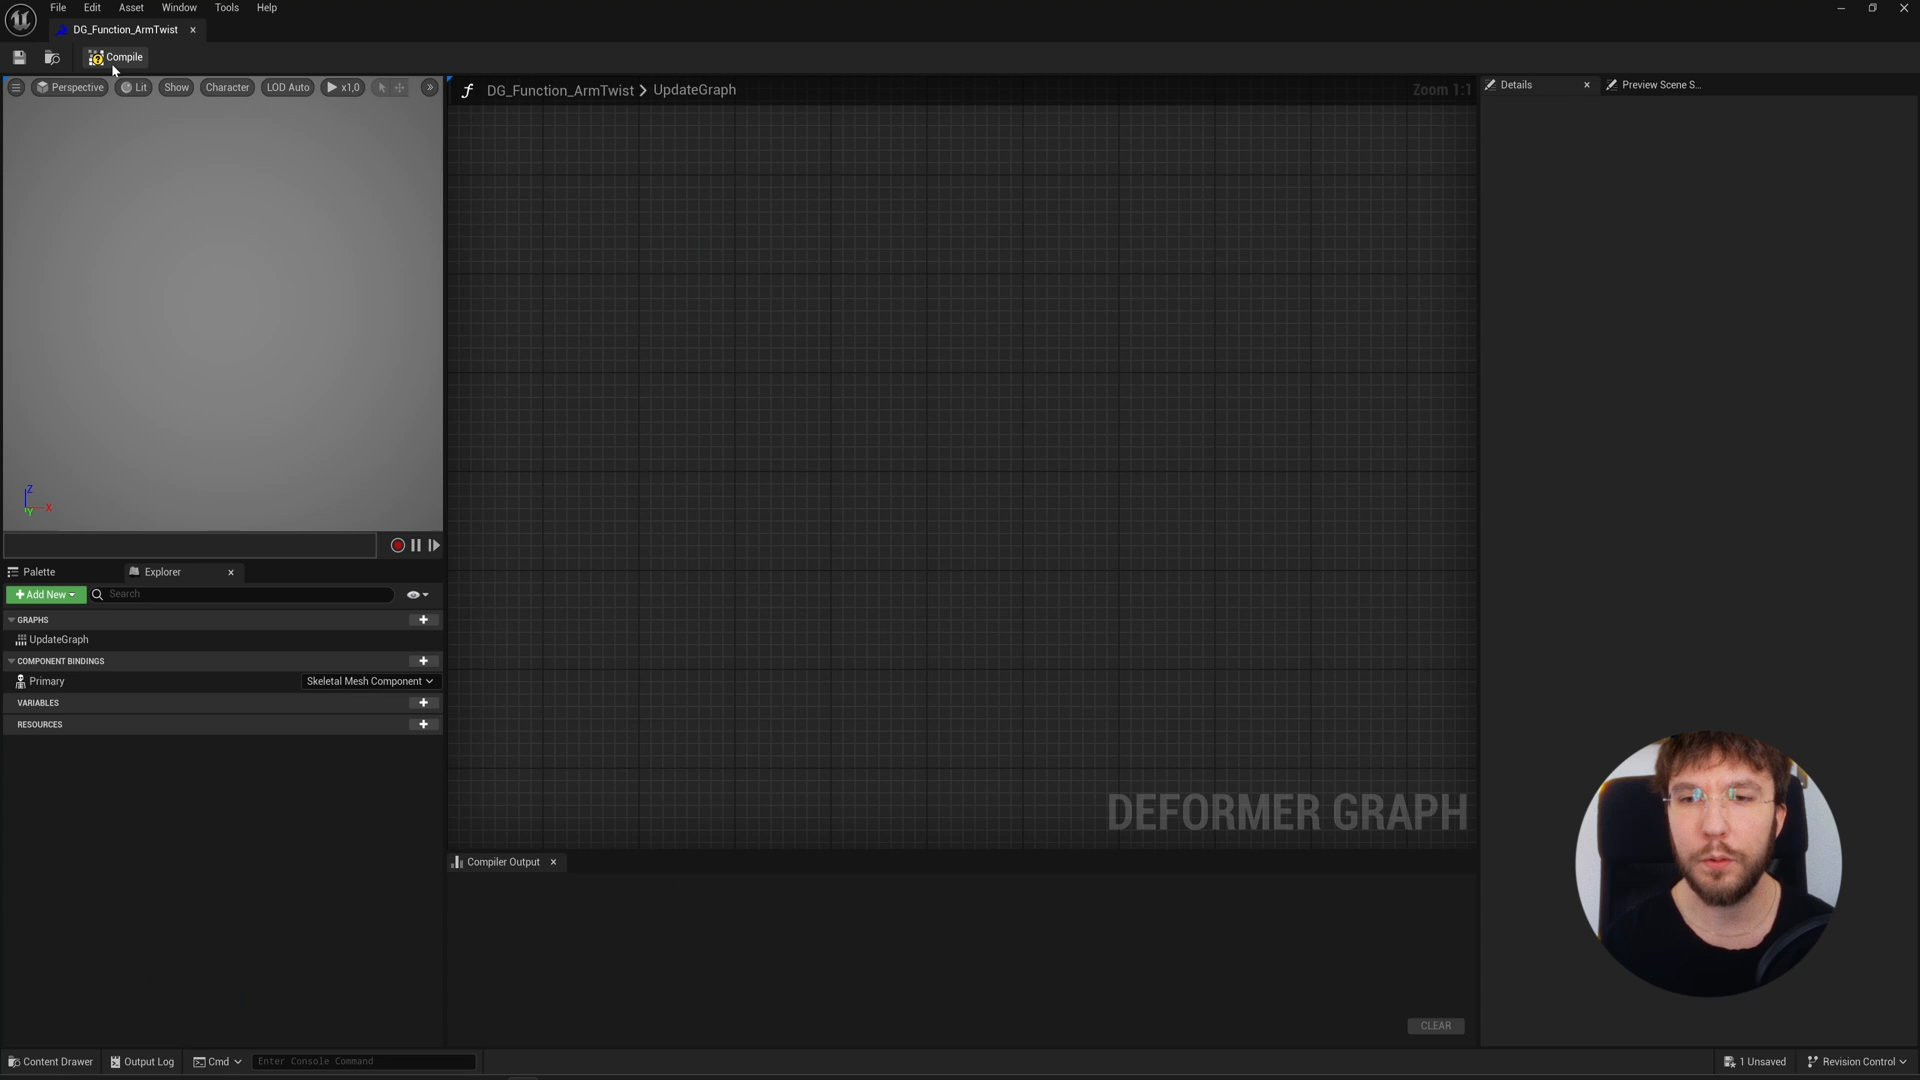 File Edit Asset Window Tools Help
DG_Function_ArmTwist
Compile
Perspective Lit Show Character LOD Auto x1,0
DG_Function_ArmTwist UpdateGraph Zoom 1:1
Details Preview Scene S...
Z
X
Y
Palette Explorer
Add New Search
GRAPHS
UpdateGraph
COMPONENT BINDINGS
Primary Skeletal Mesh Component
VARIABLES
RESOURCES
DEFORMER GRAPH
Compiler Output
CLEAR
Content Drawer Output Log Cmd Enter Console Command 1 Unsaved Revision Control